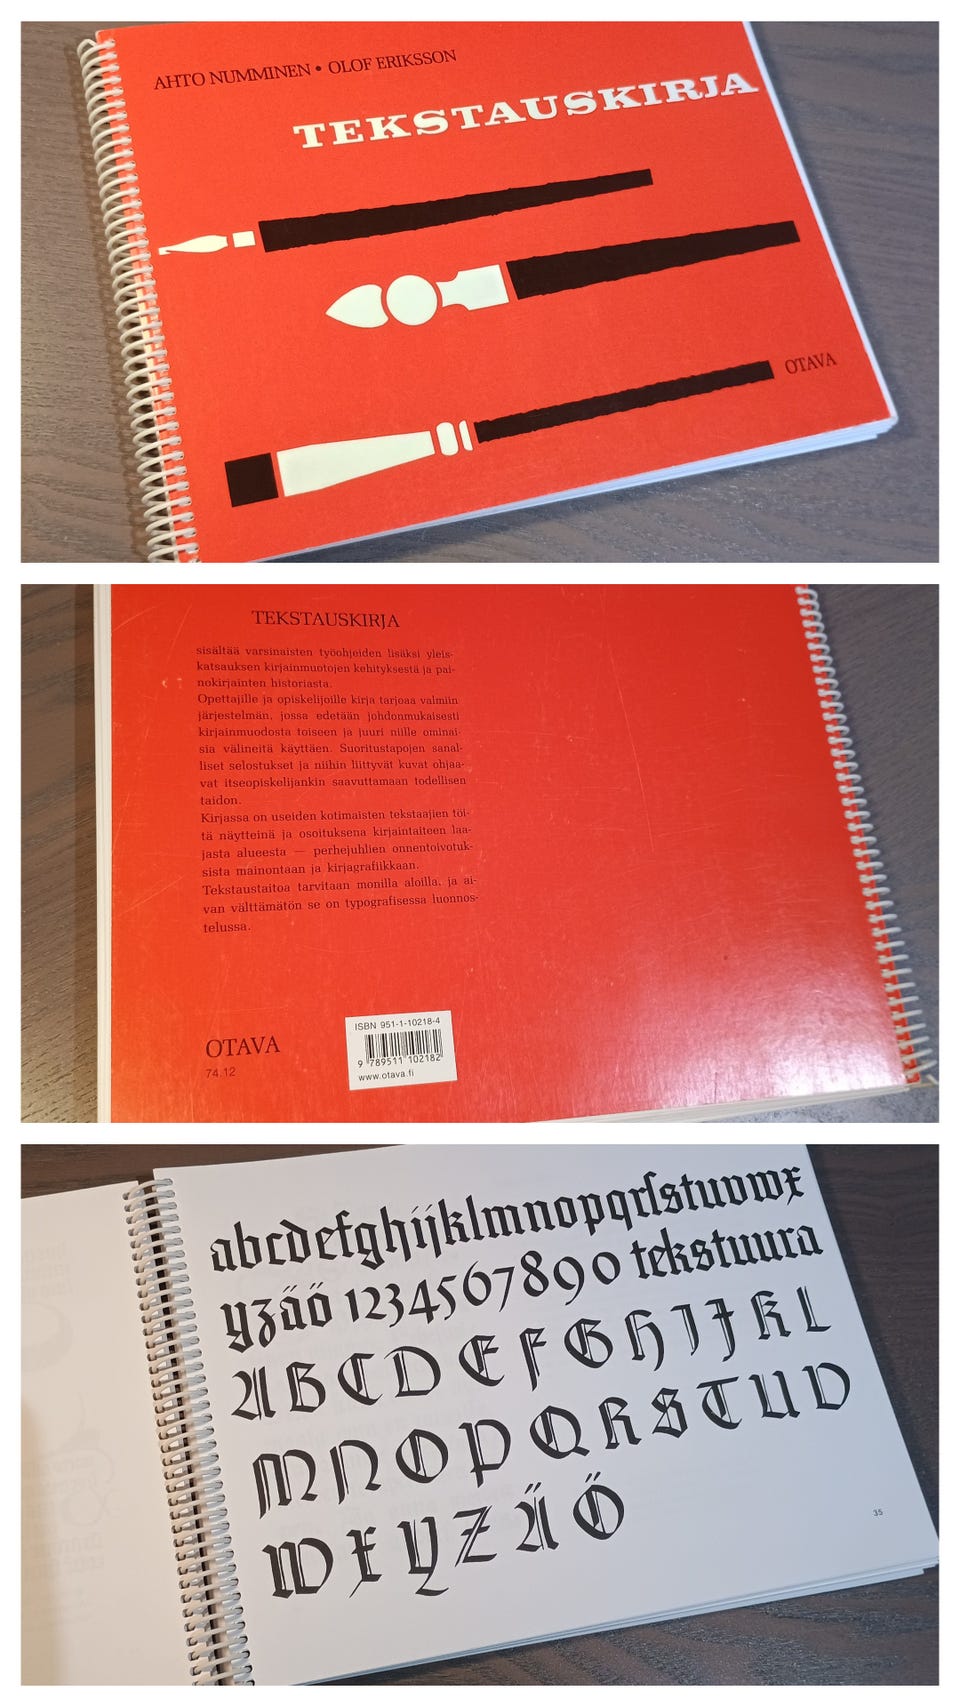 AHTO NUMMINEN • OLOF ERIKSSON
TEKSTAUSKIRJA
OTAVA
TEKSTAUSKIRJA
sisältää varsinaisten työohjeiden lisäksi yleis-
katsauksen kirjainmuotojen kehityksestä ja pai-
nokirjainten historiasta.
Opettajille ja opiskelijoille kirja tarjoaa valmiin
järjestelmän, jossa edetään johdonmukaisesti
kirjainmuodosta toiseen ja juuri niille ominai-
sia välineitä käyttäen. Suoritustapojen sanal-
liset selostukset ja niihin liittyvät kuvat ohjaa-
vat itseopiskelijankin saavuttamaan todellisen
taidon.
Kirjassa on useiden kotimaisten tekstaajien töi-
tä näytteinä ja osoituksena kirjaintaiteen laa-
jasta alueesta — perhejuhlien onnentoivotuk-
sista mainontaan ja kirjagrafiikkaan.
Tekstaustaitoa tarvitaan monilla aloilla, ja ai-
van välttämätön se on typografisessa luonnos-
telussa.
OTAVA
74.12
ISBN 951-1-10218-4
9 789511 102182
www.otava.fi
abcdefghijklmnopqrſstuvwx
yzäö 1234567890 tekstuura
ABCDEFGHIJKL
MNOPQRSTUV
WXYZÄÖ
35